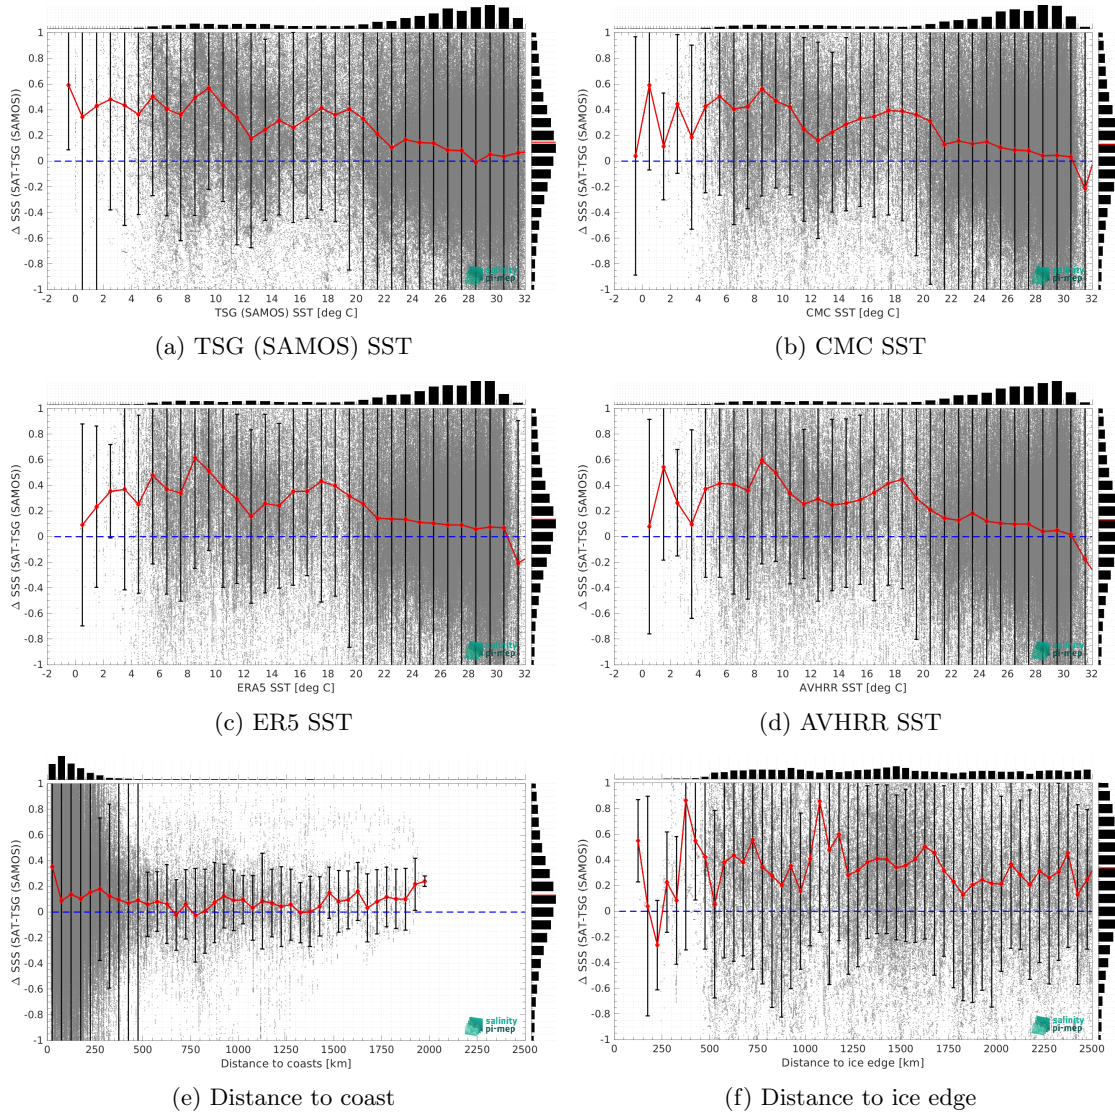 1
0.8
0.6
0.4
0.2
0
-0.2
-0.4
-0.6
-0.8
-1
Δ SSS (SAT-TSG (SAMOS))
salinity
pi-mep
-2 0 2 4 6 8 10 12 14 16 18 20 22 24 26 28 30 32
TSG (SAMOS) SST [deg C]
(a) TSG (SAMOS) SST
1
0.8
0.6
0.4
0.2
0
-0.2
-0.4
-0.6
-0.8
-1
Δ SSS (SAT-TSG (SAMOS))
salinity
pi-mep
-2 0 2 4 6 8 10 12 14 16 18 20 22 24 26 28 30 32
CMC SST [deg C]
(b) CMC SST
1
0.8
0.6
0.4
0.2
0
-0.2
-0.4
-0.6
-0.8
-1
Δ SSS (SAT-TSG (SAMOS))
salinity
pi-mep
-2 0 2 4 6 8 10 12 14 16 18 20 22 24 26 28 30 32
ERA5 SST [deg C]
(c) ER5 SST
1
0.8
0.6
0.4
0.2
0
-0.2
-0.4
-0.6
-0.8
-1
Δ SSS (SAT-TSG (SAMOS))
salinity
pi-mep
-2 0 2 4 6 8 10 12 14 16 18 20 22 24 26 28 30 32
AVHRR SST [deg C]
(d) AVHRR SST
1
0.8
0.6
0.4
0.2
0
-0.2
-0.4
-0.6
-0.8
-1
Δ SSS (SAT-TSG (SAMOS))
salinity
pi-mep
0 250 500 750 1000 1250 1500 1750 2000 2250 2500
Distance to coasts [km]
(e) Distance to coast
1
0.8
0.6
0.4
0.2
0
-0.2
-0.4
-0.6
-0.8
-1
Δ SSS (SAT-TSG (SAMOS))
salinity
pi-mep
0 250 500 750 1000 1250 1500 1750 2000 2250 2500
Distance to ice edge [km]
(f) Distance to ice edge